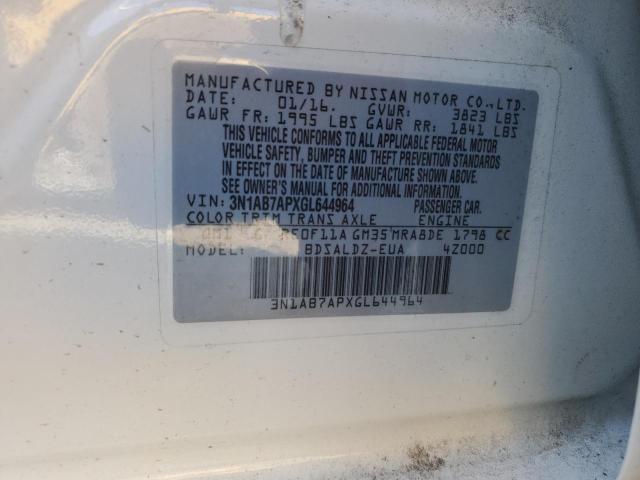 MANUFACTURED BY NISSAN MOTOR CO.,LTD.
DATE: 01/16. GVWR: 3823 LBS
GAWR FR: 1995 LBS GAWR RR: 1841 LBS
THIS VEHICLE CONFORMS TO ALL APPLICABLE FEDERAL MOTOR
VEHICLE SAFETY, BUMPER AND THEFT PREVENTION STANDARDS
IN EFFECT ON THE DATE OF MANUFACTURE SHOWN ABOVE.
SEE OWNER'S MANUAL FOR ADDITIONAL INFORMATION.
VIN: 3N1AB7APXGL644964 PASSENGER CAR.
COLOR TRIM TRANS AXLE ENGINE
RE0F11A GM35 MRA8DE 1798 CC
MODEL: BDSALDZ-EUA 4Z000
3N1AB7APXGL644964